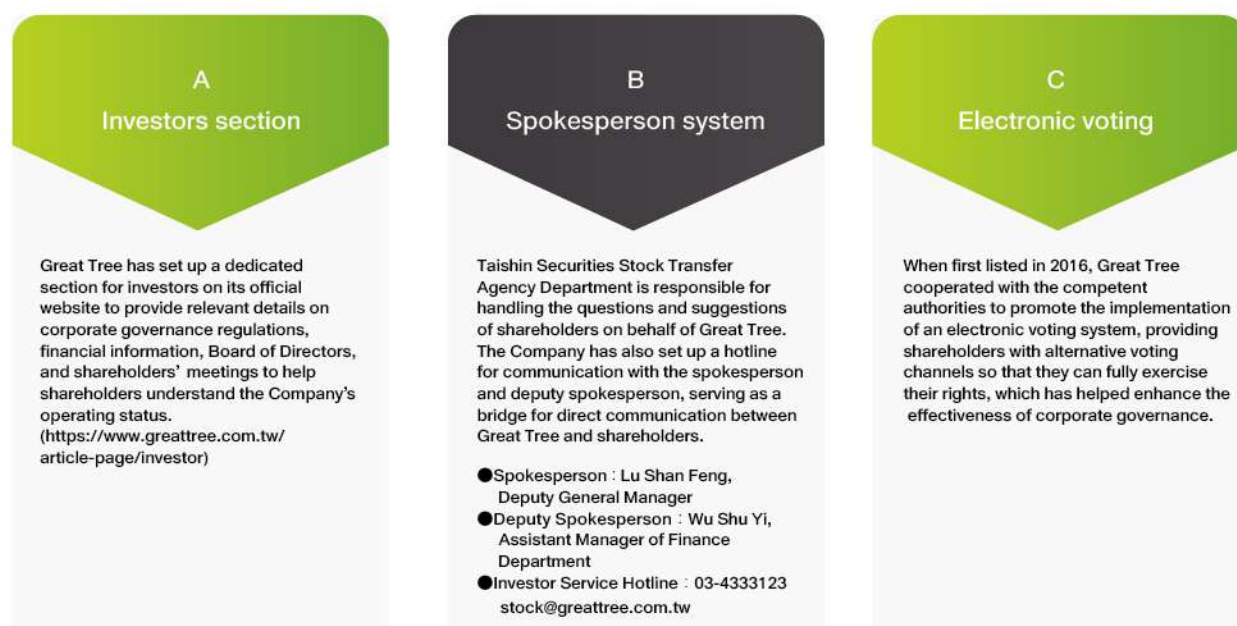 A
Investors section
Great Tree has set up a dedicated
section for investors on its official
website to provide relevant details on
corporate governance regulations,
financial information, Board of Directors,
and shareholders’ meetings to help
shareholders understand the Company’s
operating status.
(https://www.greattree.com.tw/
article-page/investor)
B
Spokesperson system
Taishin Securities Stock Transfer
Agency Department is responsible for
handling the questions and suggestions
of shareholders on behalf of Great Tree.
The Company has also set up a hotline
for communication with the spokesperson
and deputy spokesperson, serving as a
bridge for direct communication between
Great Tree and shareholders.
●Spokesperson：Lu Shan Feng,
Deputy General Manager
●Deputy Spokesperson：Wu Shu Yi,
Assistant Manager of Finance
Department
●Investor Service Hotline：03-4333123
stock@greattree.com.tw
C
Electronic voting
When first listed in 2016, Great Tree
cooperated with the competent
authorities to promote the implementation
of an electronic voting system, providing
shareholders with alternative voting
channels so that they can fully exercise
their rights, which has helped enhance the
effectiveness of corporate governance.